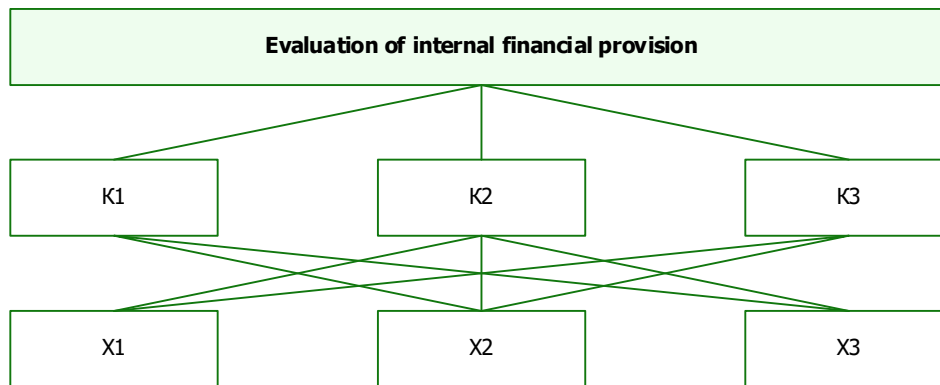 Evaluation of internal financial provision
K1
K2
K3
X1
X2
X3